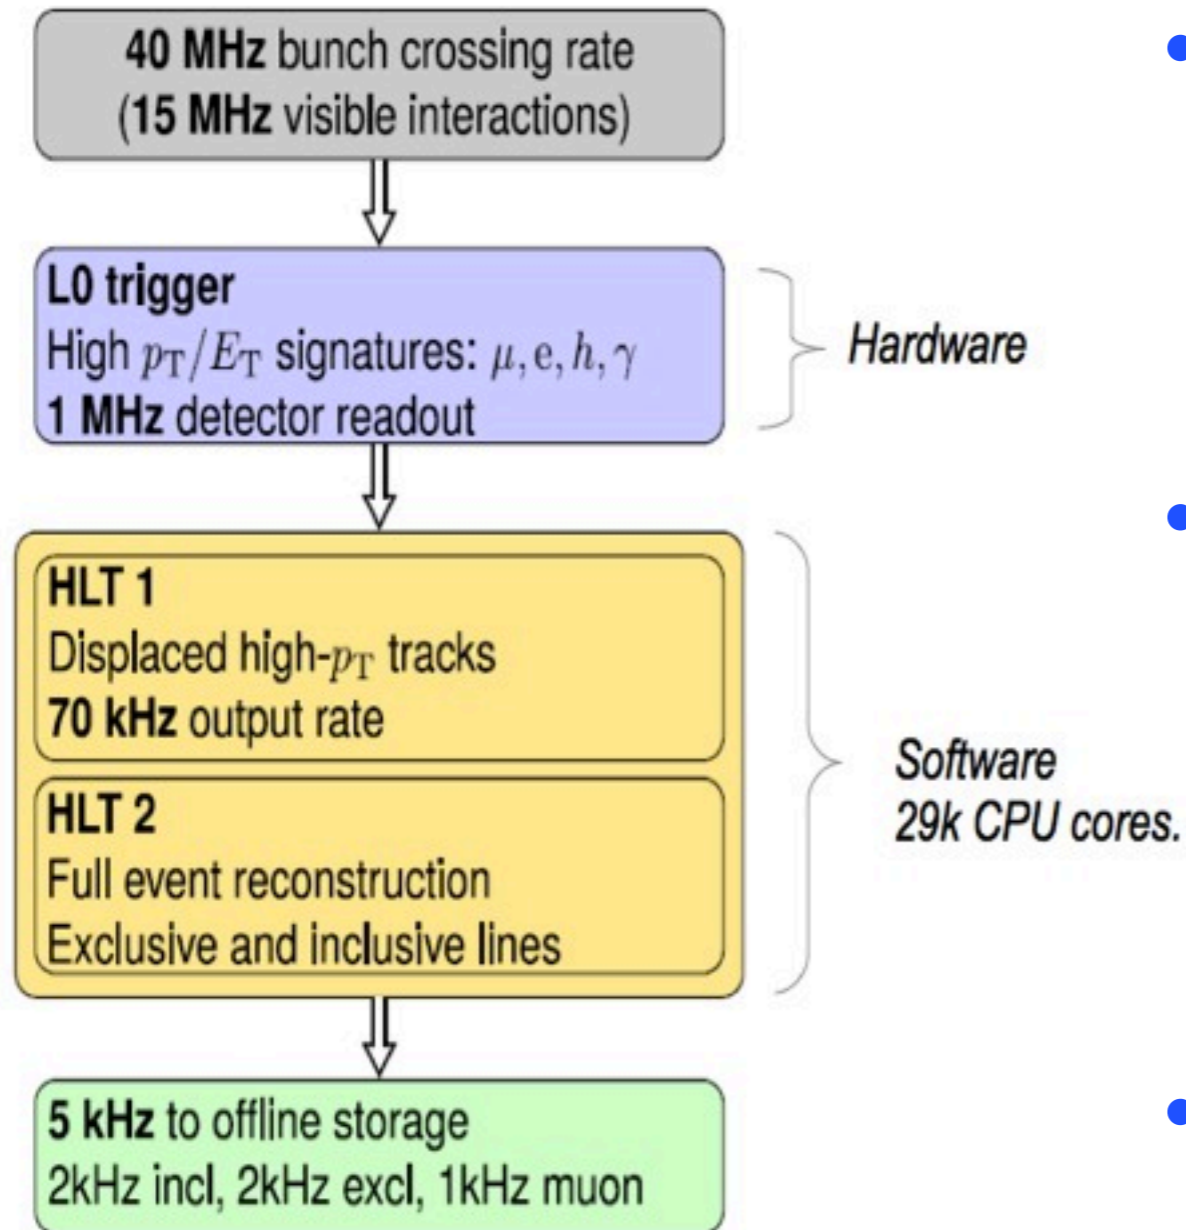 40 MHz bunch crossing rate
(15 MHz visible interactions)
L0 trigger
High pT/ET signatures: μ, e, h, γ
1 MHz detector readout
Hardware
HLT 1
Displaced high-pT tracks
70 kHz output rate
HLT 2
Full event reconstruction
Exclusive and inclusive lines
Software
29k CPU cores.
5 kHz to offline storage
2kHz incl, 2kHz excl, 1kHz muon